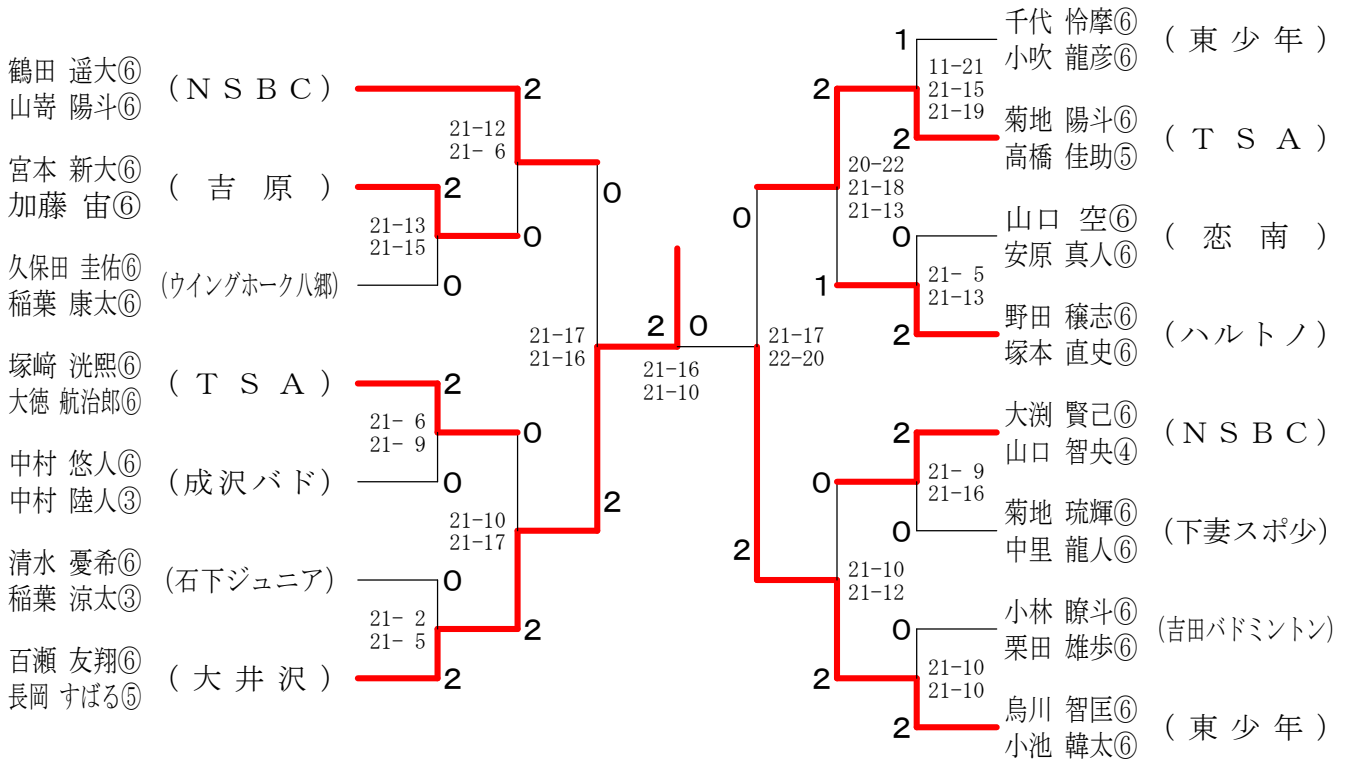 鶴田 遥大⑥
山嵜 陽斗⑥
(NSBC)
2
21-12
21- 6
宮本 新大⑥
加藤 宙⑥
(吉原)
2
0
21-13
21-15
久保田 圭佑⑥
稲葉 康太⑥
(ウイングホーク八郷)
0
0
21-17
21-16
塚﨑 洸熙⑥
大徳 航治郎⑥
(TSA)
2
0
21- 6
21- 9
中村 悠人⑥
中村 陸人③
(成沢バド)
0
2
21-10
21-17
清水 憂希⑥
稲葉 涼太③
(石下ジュニア)
0
21- 2
21- 5
2
百瀬 友翔⑥
長岡 すばる⑤
(大井沢)
2
2 0
21-16
21-10
千代 怜摩⑥
小吹 龍彦⑥
(東少年)
1
11-21
21-15
21-19
2
菊地 陽斗⑥
高橋 佳助⑤
(TSA)
2
20-22
21-18
21-13
0
山口 空⑥
安原 真人⑥
(恋南)
0
21- 5
21-13
1
野田 穣志⑥
塚本 直史⑥
(ハルトノ)
2
21-17
22-20
大渕 賢己⑥
山口 智央④
(NSBC)
2
21- 9
21-16
0
菊地 琉輝⑥
中里 龍人⑥
(下妻スポ少)
0
2
21-10
21-12
小林 瞭斗⑥
栗田 雄歩⑥
(吉田バドミントン)
0
21-10
21-10
2
烏川 智匡⑥
小池 韓太⑥
(東少年)
2